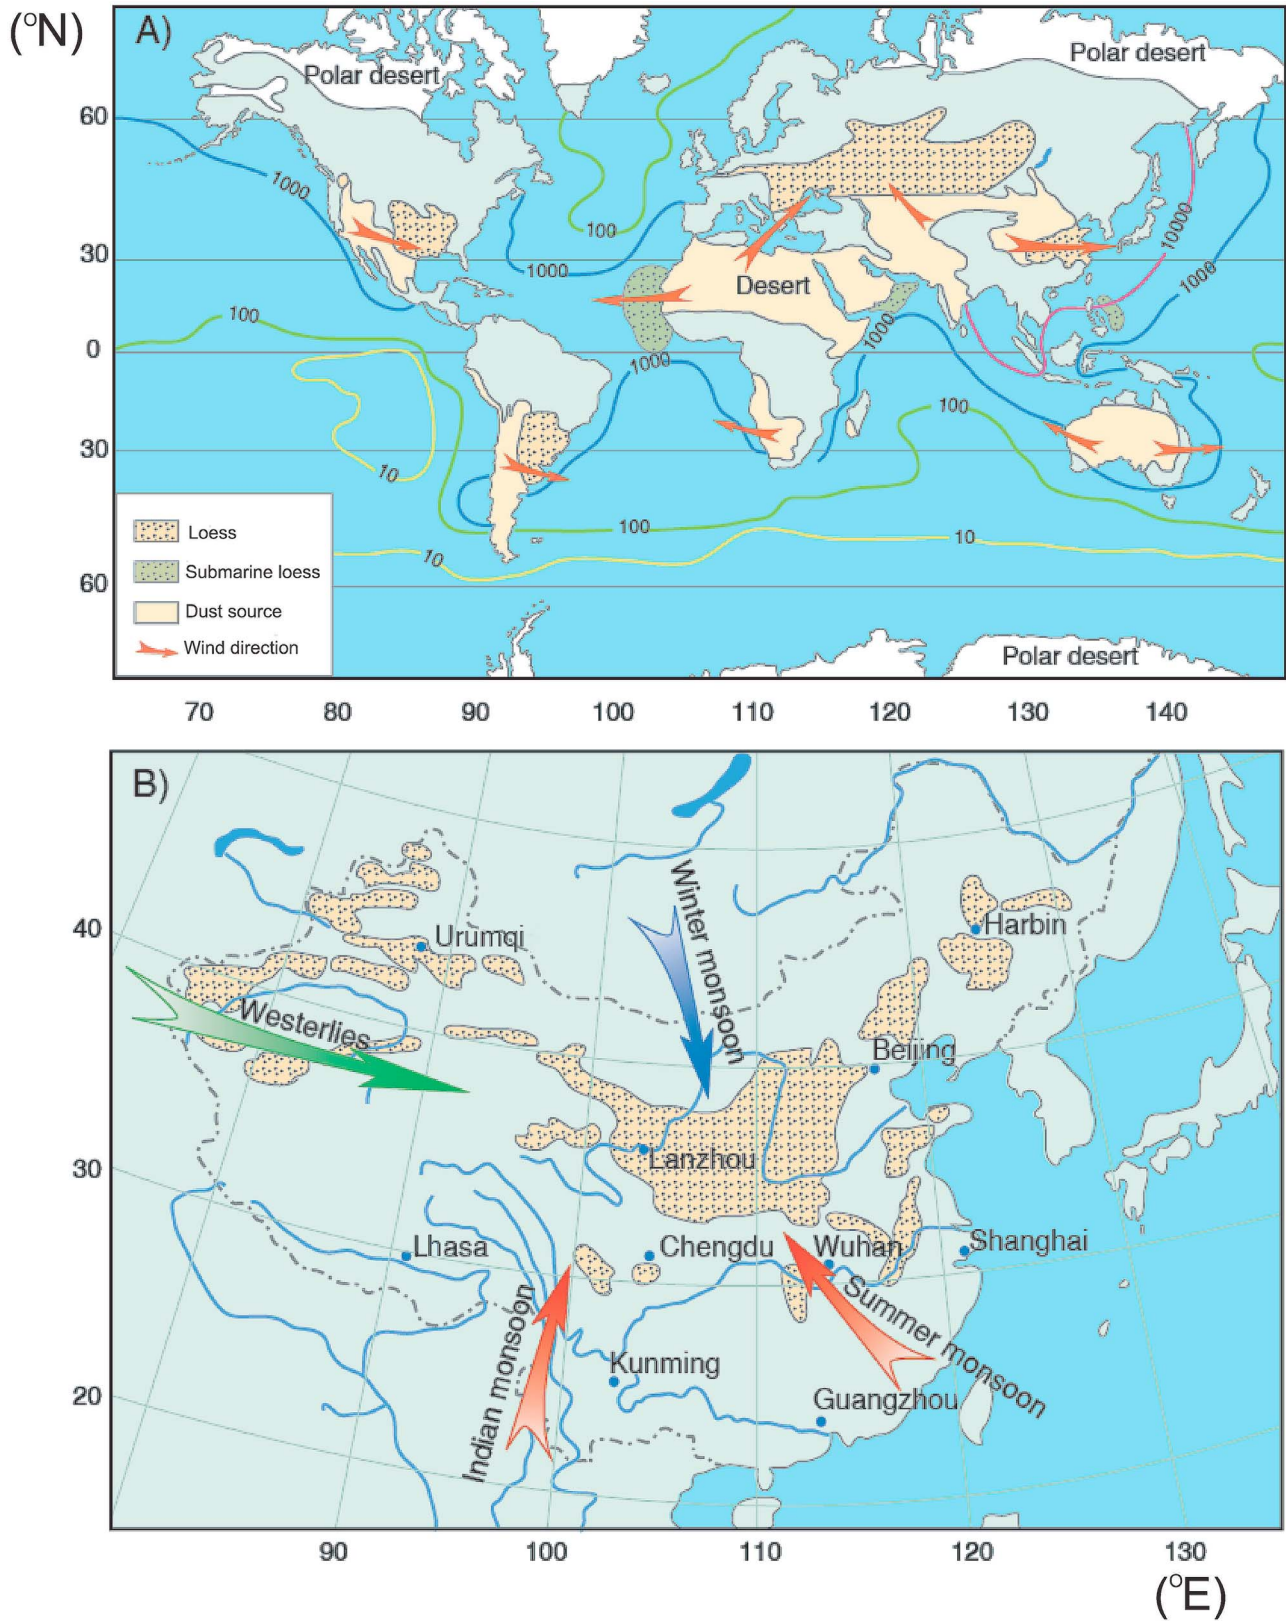 (°N)
A)
Polar desert
Polar desert
60
1000
100
10000
30
1000
1000
Desert
100
1000
0
1000
100
30
10
100
10
10
60
Loess
Submarine loess
Dust source
Wind direction
Polar desert
70 80 90 100 110 120 130 140
B)
Winter monsoon
40
Urumqi
Harbin
Westerlies
Beijing
30
Lanzhou
Lhasa
Chengdu
Wuhan
Shanghai
Summer monsoon
Indian monsoon
Kunming
20
Guangzhou
90 100 110 120 130
(°E)